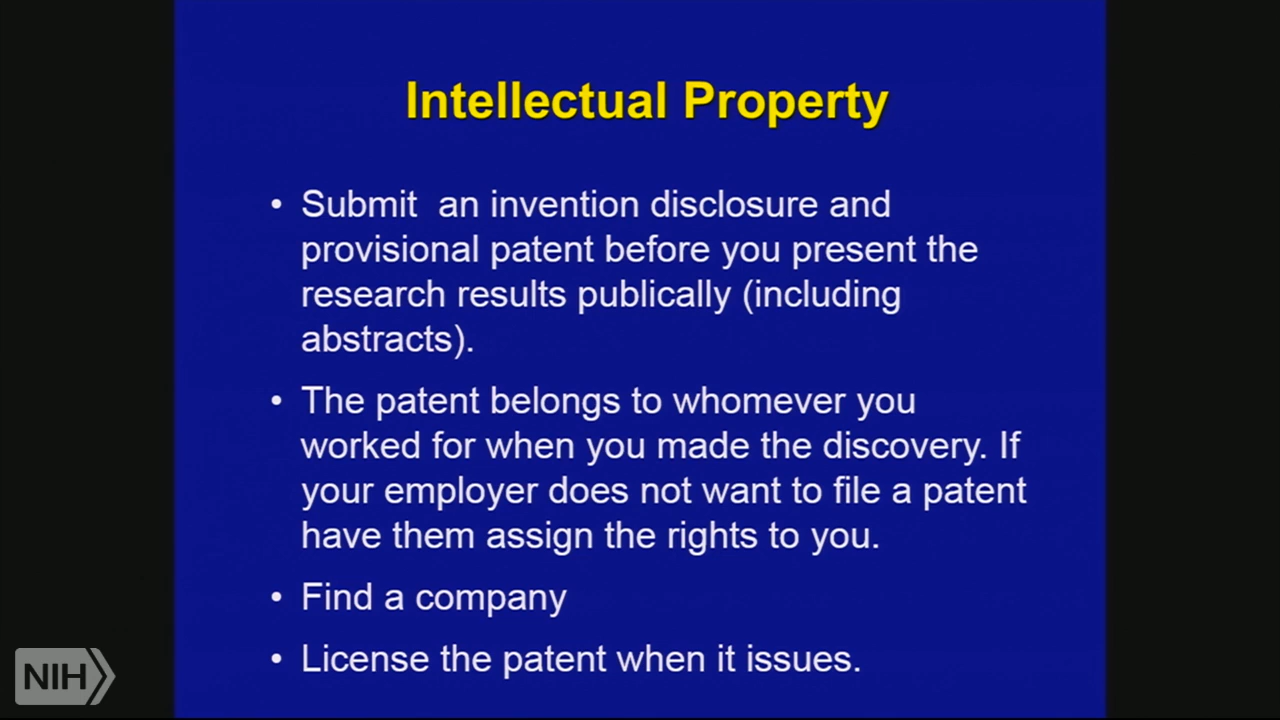 Intellectual Property
• Submit  an invention disclosure and
provisional patent before you present the
research results publically (including
abstracts).
• The patent belongs to whomever you
worked for when you made the discovery. If
your employer does not want to file a patent
have them assign the rights to you.
• Find a company
• License the patent when it issues.
NIH